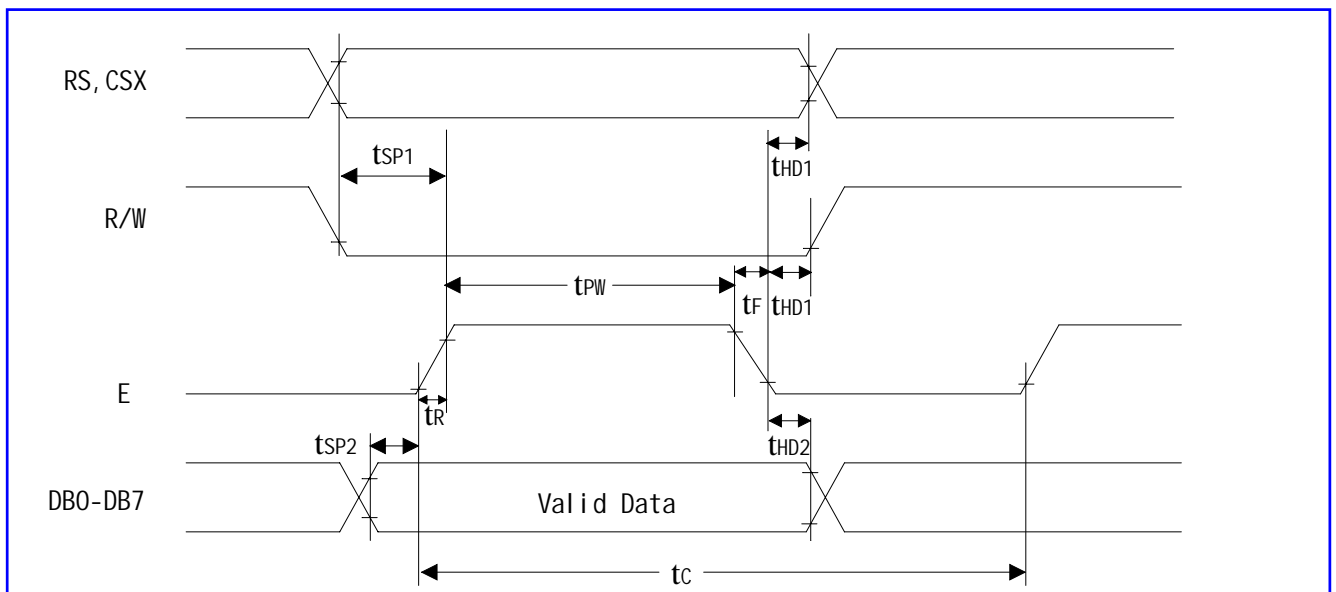 RS,CSX
tSP1
tHD1
R/W
tPW
tF
tHD1
E
tR
tSP2
tHD2
DB0-DB7
Valid Data
tC